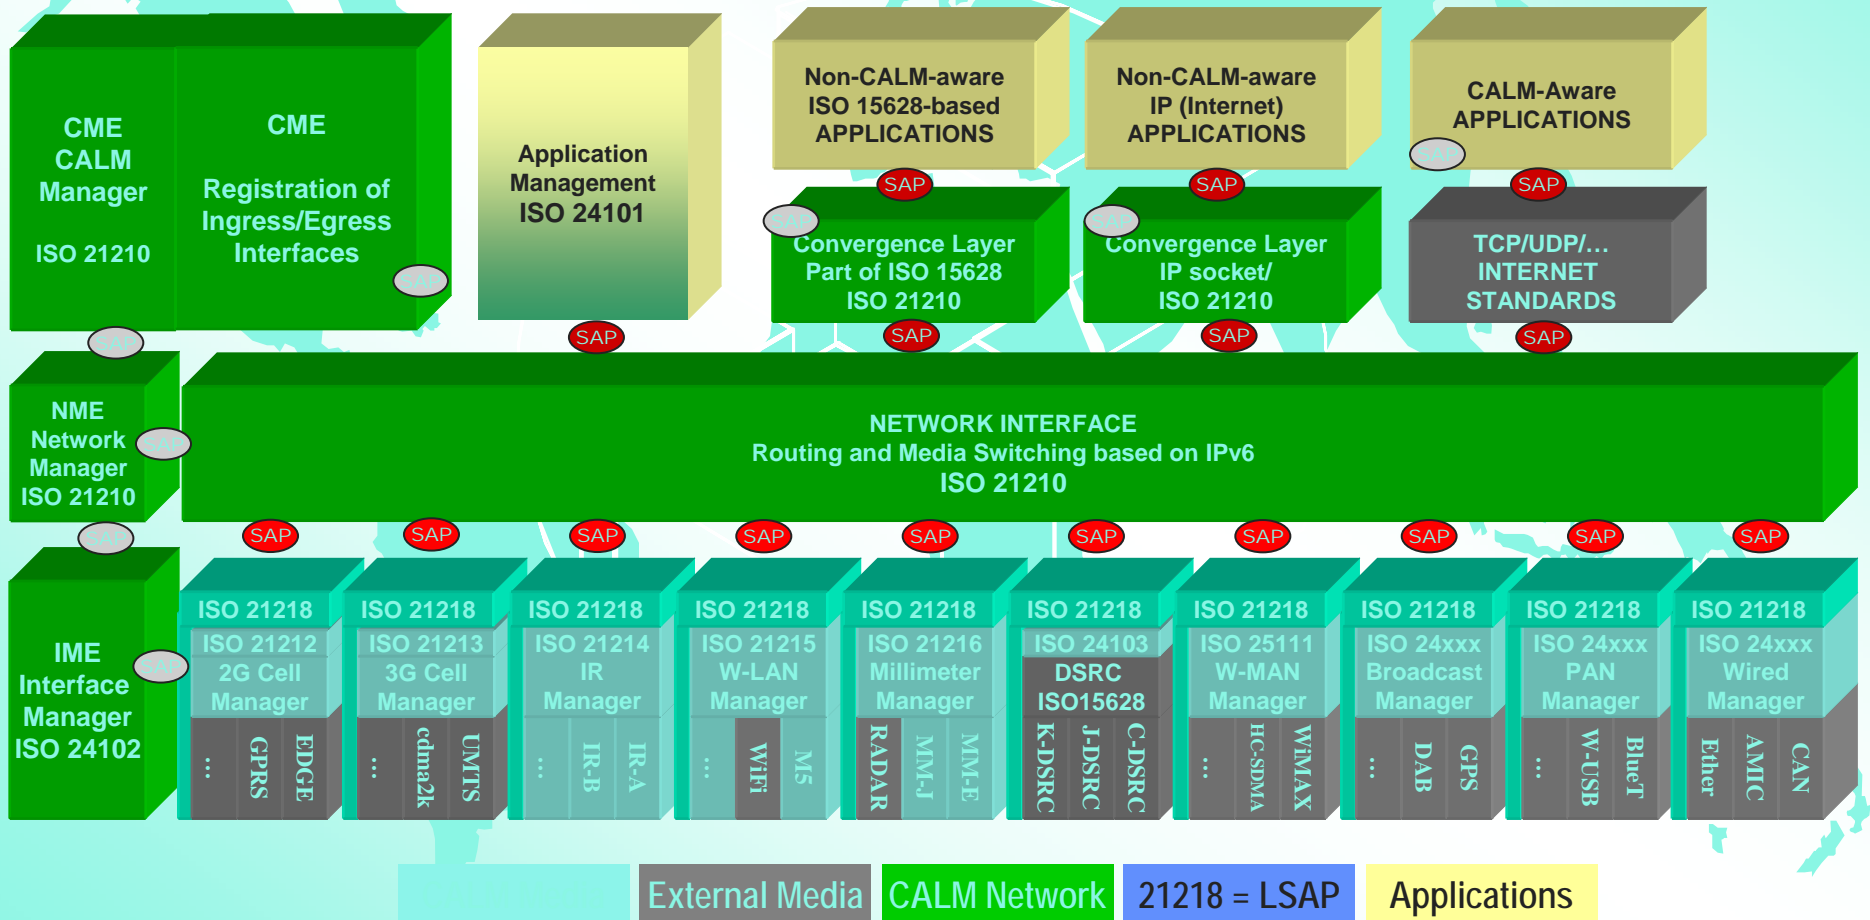 CME
CALM
Manager
ISO 21210
CME
Registration of
Ingress/Egress
Interfaces
SAP
SAP
Application
Management
ISO 24101
SAP
Non-CALM-aware
ISO 15628-based
APPLICATIONS
SAP
SAP
Convergence Layer
Part of ISO 15628
ISO 21210
SAP
Non-CALM-aware
IP (Internet)
APPLICATIONS
SAP
SAP
Convergence Layer
IP socket/
ISO 21210
SAP
CALM-Aware
APPLICATIONS
SAP
SAP
TCP/UDP/...
INTERNET
STANDARDS
SAP
NME
Network
Manager
ISO 21210
SAP
SAP
NETWORK INTERFACE
Routing and Media Switching based on IPv6
ISO 21210
SAP
SAP
SAP
SAP
SAP
SAP
SAP
SAP
SAP
SAP
IME
Interface
Manager
ISO 24102
SAP
ISO 21218
ISO 21212
2G Cell
Manager
...
GPRS
EDGE
ISO 21218
ISO 21213
3G Cell
Manager
...
cdma2k
UMTS
ISO 21218
ISO 21214
IR
Manager
...
IR-B
IR-A
ISO 21218
ISO 21215
W-LAN
Manager
...
WiFi
M5
ISO 21218
ISO 21216
Millimeter
Manager
RADAR
MM-J
MM-E
ISO 21218
ISO 24103
DSRC
ISO15628
K-DSRC
J-DSRC
C-DSRC
ISO 21218
ISO 25111
W-MAN
Manager
...
HC-SDMA
WiMAX
ISO 21218
ISO 24xxx
Broadcast
Manager
...
DAB
GPS
ISO 21218
ISO 24xxx
PAN
Manager
...
W-USB
BlueT
ISO 21218
ISO 24xxx
Wired
Manager
Ether
AMIC
CAN
External Media
CALM Network
21218 = LSAP
Applications